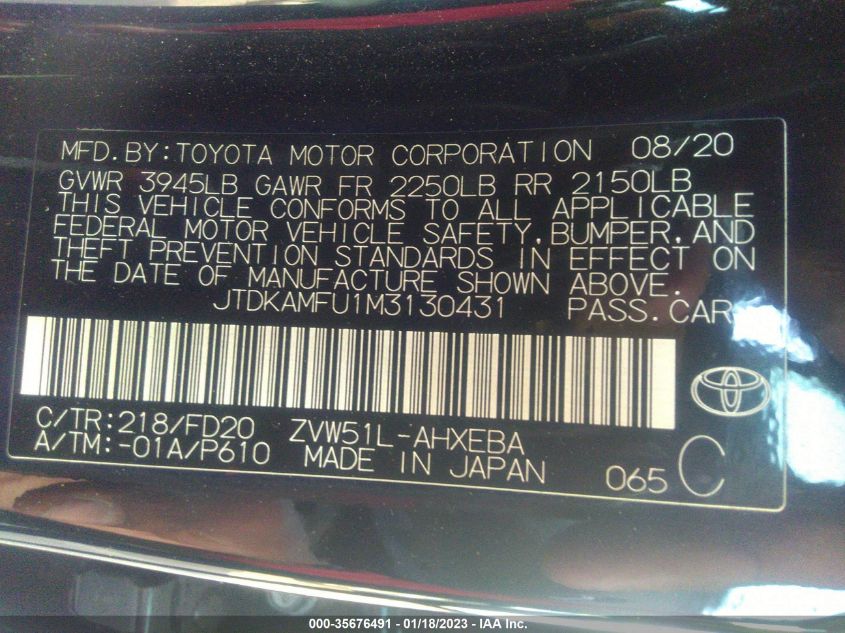 MFD.BY:TOYOTA MOTOR CORPORATION 08/20
GVWR 3945LB GAWR FR 2250LB RR 2150LB
THIS VEHICLE CONFORMS TO ALL APPLICABLE
FEDERAL MOTOR VEHICLE SAFETY,BUMPER,AND
THEFT PREVENTION STANDARDS IN EFFECT ON
THE DATE OF MANUFACTURE SHOWN ABOVE.
JTDKAMFU1M3130431 PASS.CAR
C/TR:218/FD20 ZVW51L-AHXEBA
A/TM:-01A/P610 MADE IN JAPAN 065 C
000-35676491 - 01/18/2023 - IAA Inc.